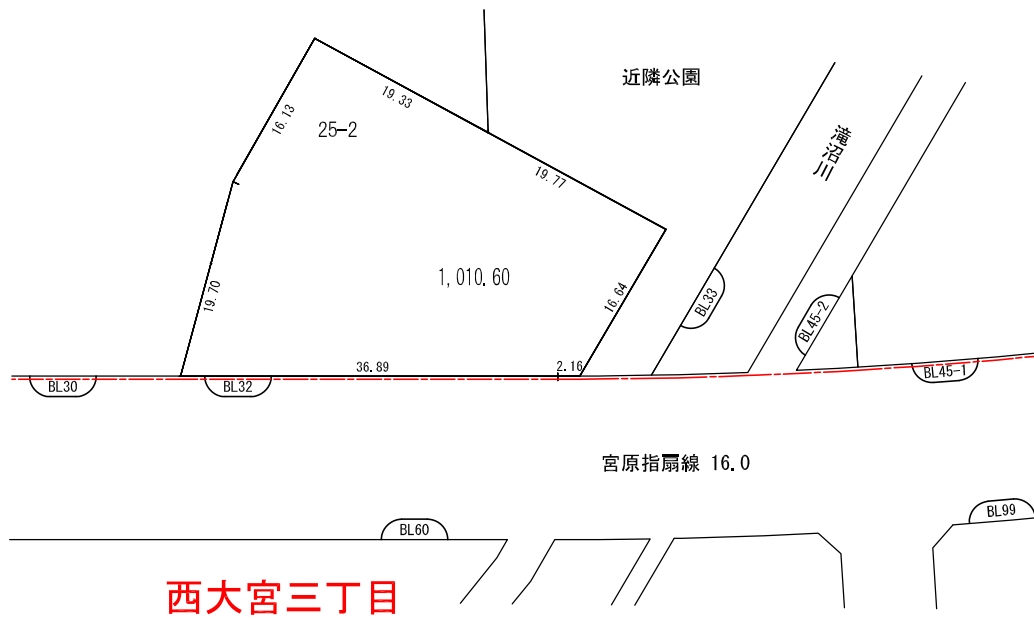 近隣公園
19.33
16.13
25-2
滝沼川
19.77
1,010.60
19.70
16.64
BL33
BL45-2
36.89
2.16
BL30
BL32
BL45-1
宮原指扇線 16.0
BL60
BL99
西大宮三丁目